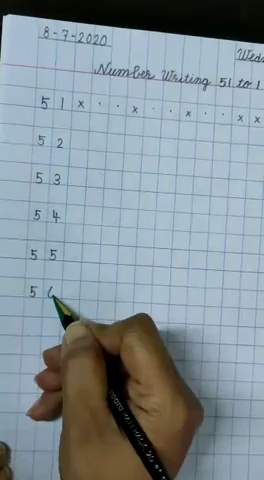 8-7-2020
Wed
Number Writing 51 to 1
5 1 x · · x · · x · · x x
5 2
5 3
5 4
5 5
5